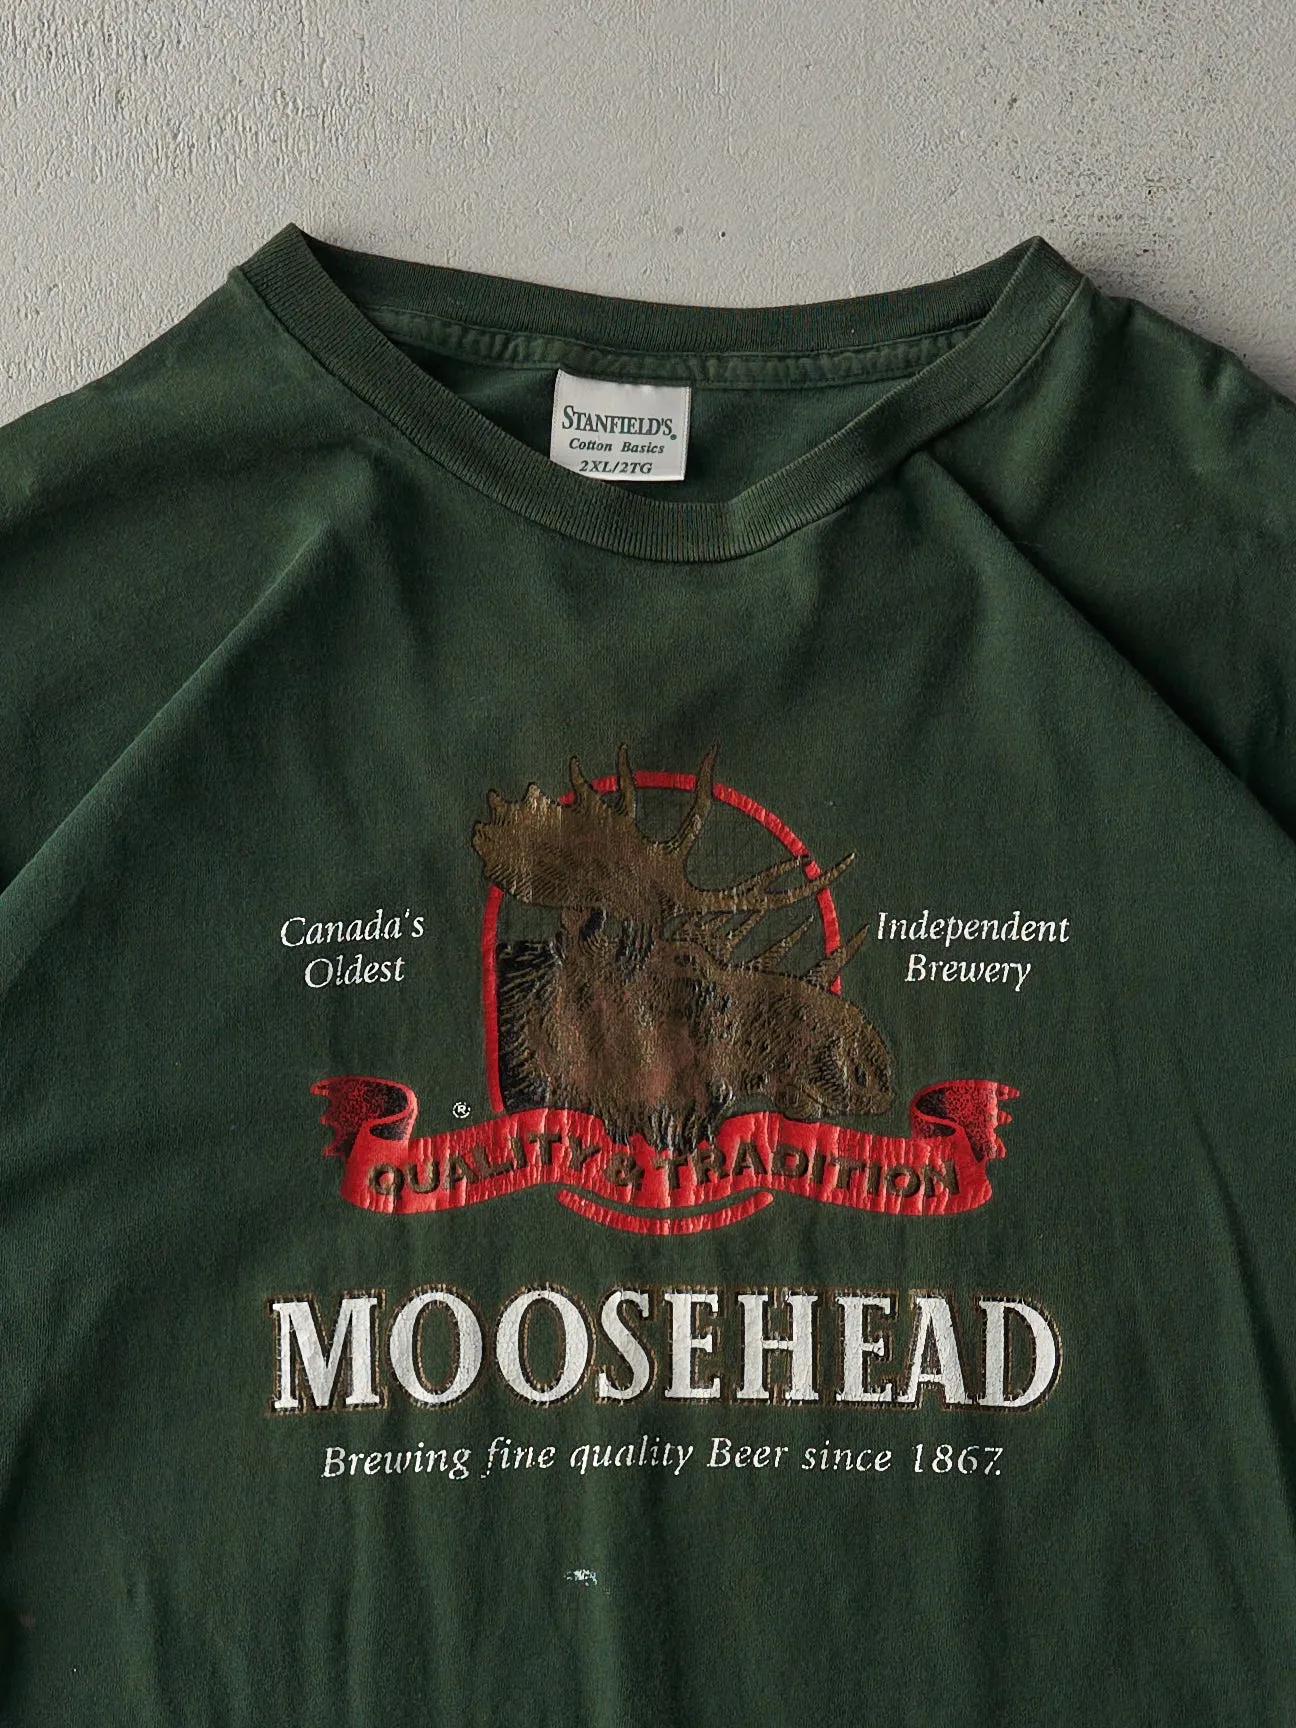 STANFIELD'S®
Cotton Basics
2XL/2TG
Canada's
Oldest
Independent
Brewery
®
QUALITY & TRADITION
MOOSEHEAD
Brewing fine quality Beer since 1867.